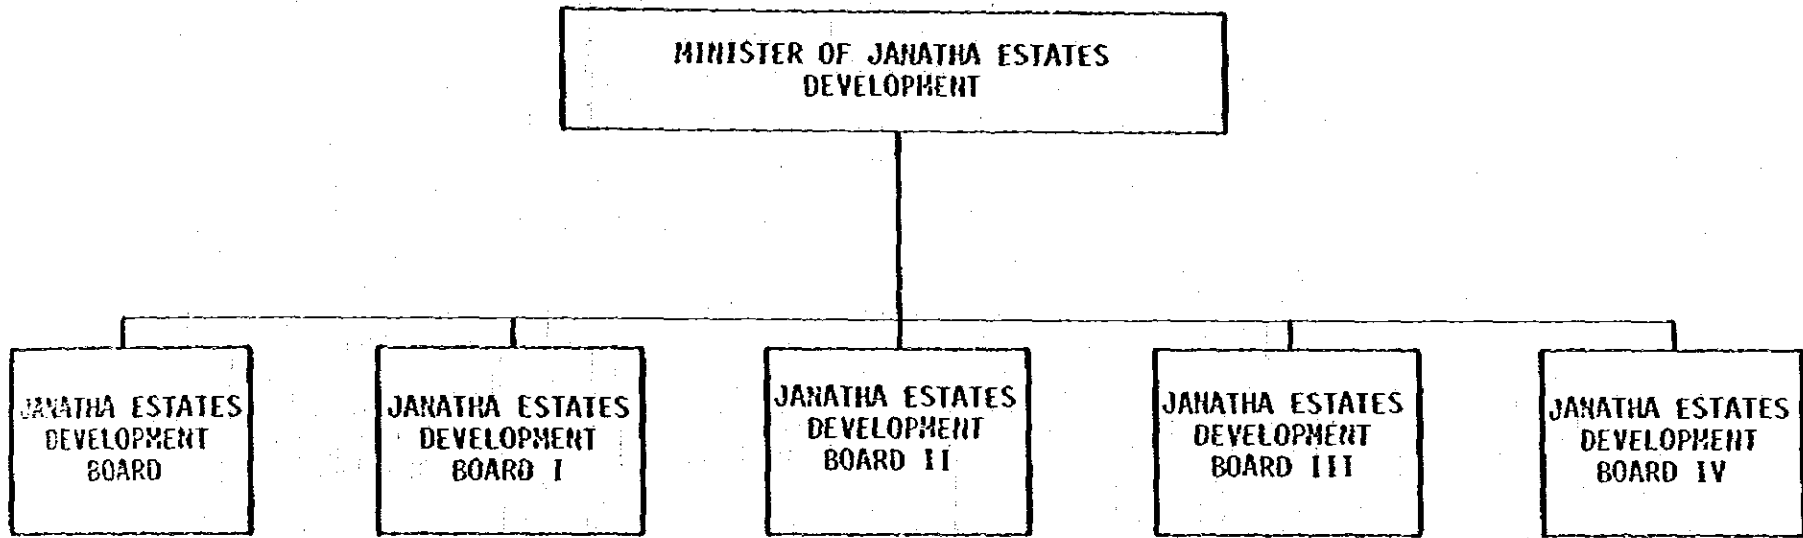 MINISTER OF JANATHA ESTATES
DEVELOPMENT
JANATHA ESTATES
DEVELOPMENT
BOARD
JANATHA ESTATES
DEVELOPMENT
BOARD I
JANATHA ESTATES
DEVELOPMENT
BOARD II
JANATHA ESTATES
DEVELOPMENT
BOARD III
JANATHA ESTATES
DEVELOPMENT
BOARD IV